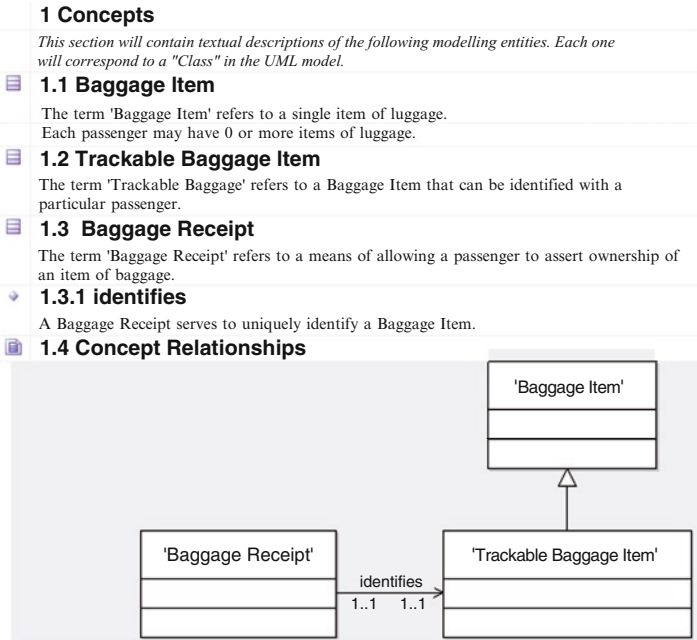 1 Concepts
This section will contain textual descriptions of the following modelling entities. Each one
will correspond to a "Class" in the UML model.
1.1 Baggage Item
The term 'Baggage Item' refers to a single item of luggage.
Each passenger may have 0 or more items of luggage.
1.2 Trackable Baggage Item
The term 'Trackable Baggage' refers to a Baggage Item that can be identified with a
particular passenger.
1.3 Baggage Receipt
The term 'Baggage Receipt' refers to a means of allowing a passenger to assert ownership of
an item of baggage.
1.3.1 identifies
A Baggage Receipt serves to uniquely identify a Baggage Item.
1.4 Concept Relationships
'Baggage Item'
'Baggage Receipt'
'Trackable Baggage Item'
identifies
1..1 1..1